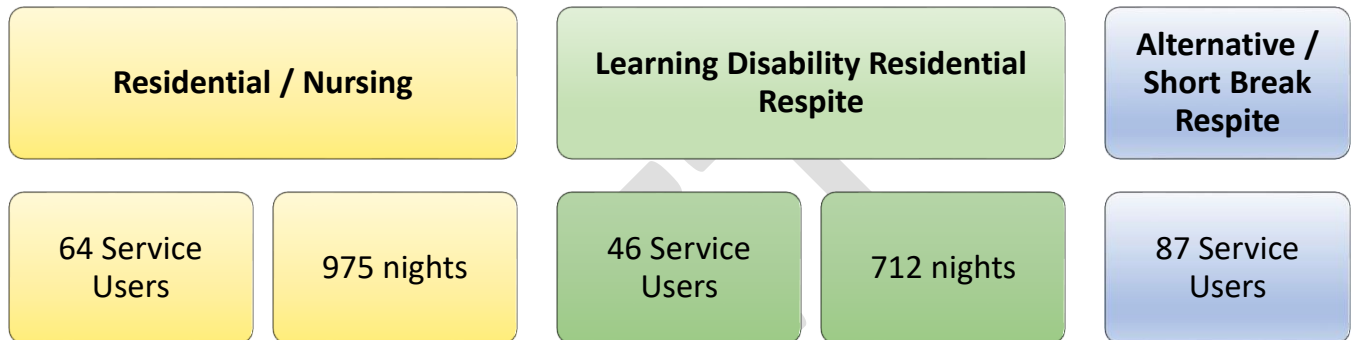 Residential / Nursing
Learning Disability Residential
Respite
Alternative /
Short Break
Respite
64 Service
Users
975 nights
46 Service
Users
712 nights
87 Service
Users